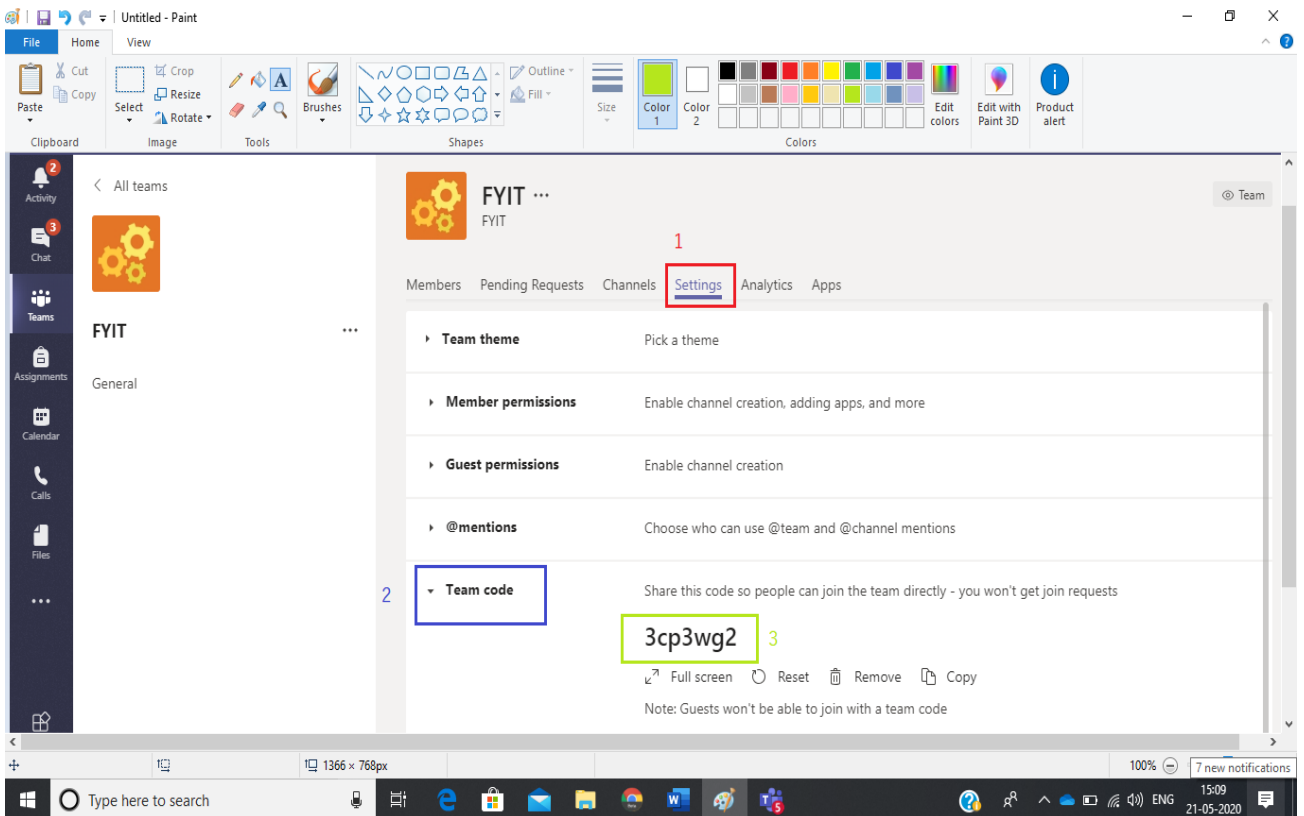 Untitled - Paint
File Home View
Cut
Copy
Paste
Clipboard
Crop
Resize
Rotate
Select
Image
A
Tools
Brushes
Outline
Fill
Shapes
Size
Color 1
Color 2
Edit colors
Colors
Edit with Paint 3D
Product alert
2
Activity
3
Chat
Teams
Assignments
Calendar
Calls
Files
All teams
FYIT ...
General
FYIT ...
FYIT
Team
1
Members Pending Requests Channels Settings Analytics Apps
Team theme Pick a theme
Member permissions Enable channel creation, adding apps, and more
Guest permissions Enable channel creation
@mentions Choose who can use @team and @channel mentions
2 Team code Share this code so people can join the team directly - you won't get join requests
3cp3wg2 3
Full screen Reset Remove Copy
Note: Guests won't be able to join with a team code
1366 × 768px 100%
7 new notifications
Type here to search
ENG
15:09
21-05-2020